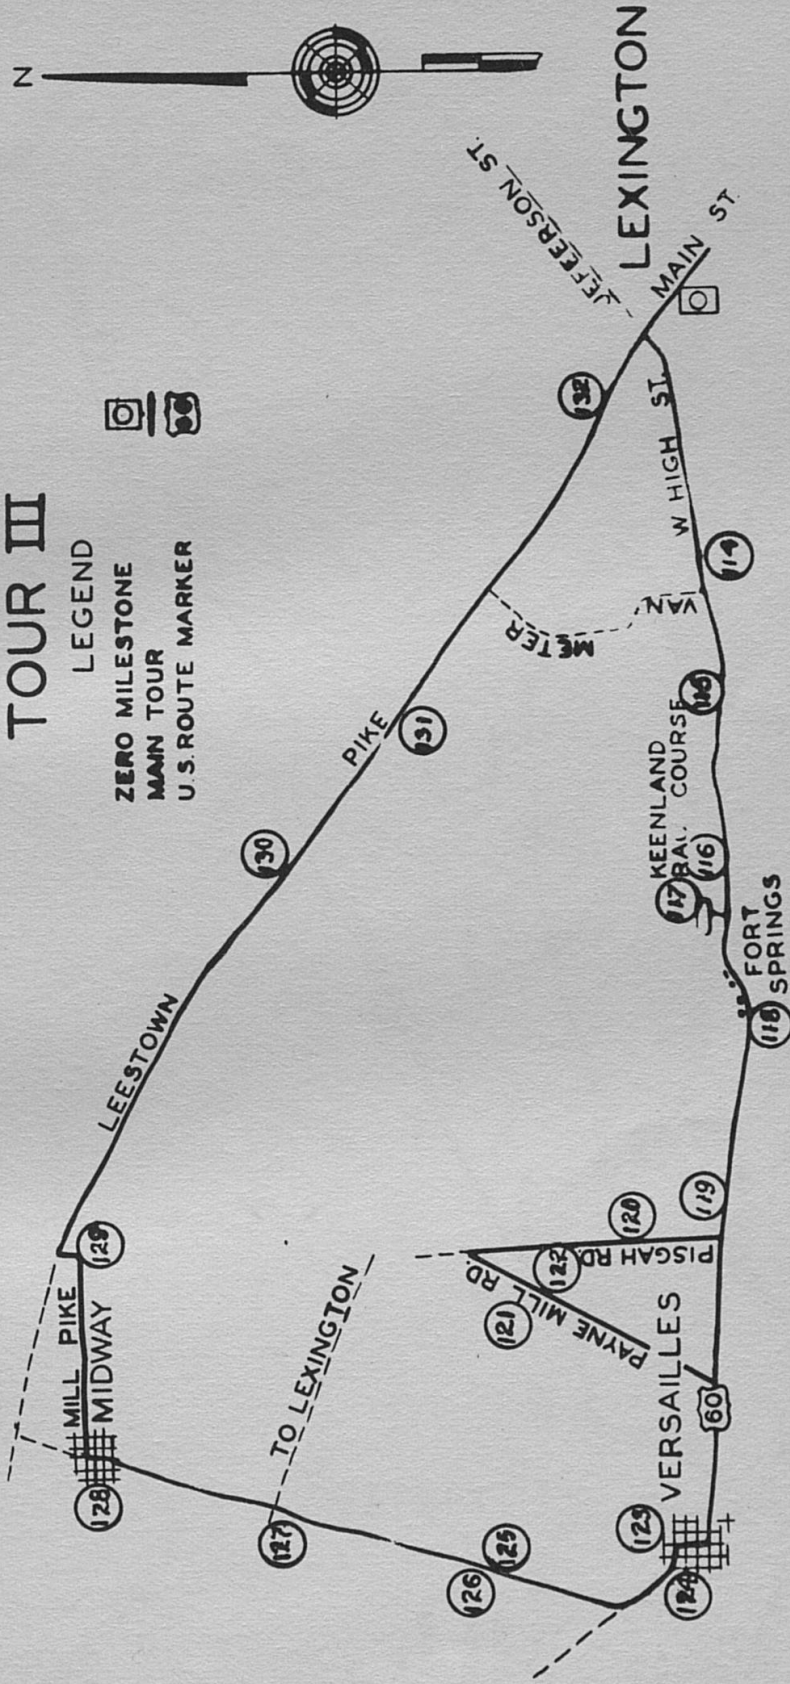 TOUR III
LEGEND
ZERO MILESTONE
MAIN TOUR
U.S. ROUTE MARKER
N
LEXINGTON
JEFFERSON ST.
MAIN ST.
W HIGH ST.
VAN
METER
PIKE
LEESTOWN
KEENLAND
COURSE
FORT
SPRINGS
PISGAH RD.
PAYNE MILL RD.
VERSAILLES
60
TO LEXINGTON
MILL PIKE
MIDWAY
114
115
116
117
118
119
120
121
122
123
124
125
126
127
128
129
130
131
132